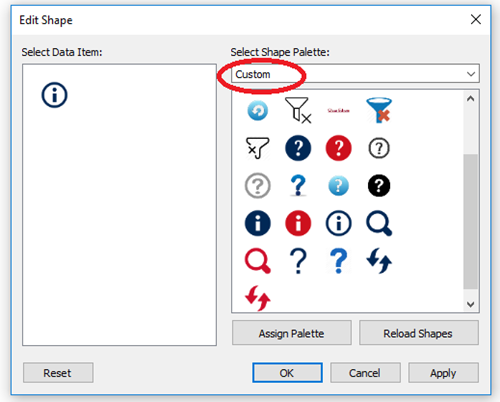 Edit Shape
Select Data Item:
Select Shape Palette:
Custom
Assign Palette
Reload Shapes
Reset
OK
Cancel
Apply